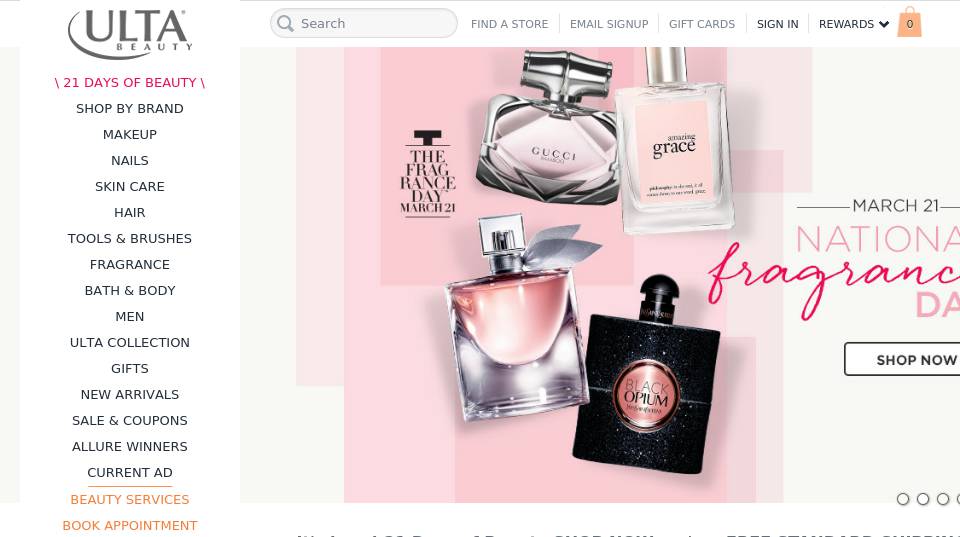 ULTA
BEAUTY
Search
FIND A STORE
EMAIL SIGNUP
GIFT CARDS
SIGN IN
REWARDS
0
\ 21 DAYS OF BEAUTY \
SHOP BY BRAND
MAKEUP
NAILS
SKIN CARE
HAIR
TOOLS & BRUSHES
FRAGRANCE
BATH & BODY
MEN
ULTA COLLECTION
GIFTS
NEW ARRIVALS
SALE & COUPONS
ALLURE WINNERS
CURRENT AD
BEAUTY SERVICES
BOOK APPOINTMENT
THE
FRAG
RANCE
DAY
MARCH 21
GUCCI
BAMBOO
amazing
grace
BLACK
OPIUM
YVESSAINTLAURENT
MARCH 21
NATIONA
fragranc
DA
SHOP NOW